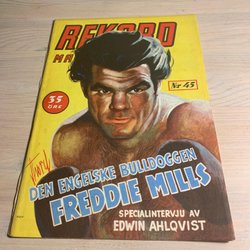 REKORD
MA
Nr 45
35
ÖRE
DEN ENGELSKE BULLDOGGEN
FREDDIE MILLS
SPECIALINTERVJU AV
EDWIN AHLQVIST